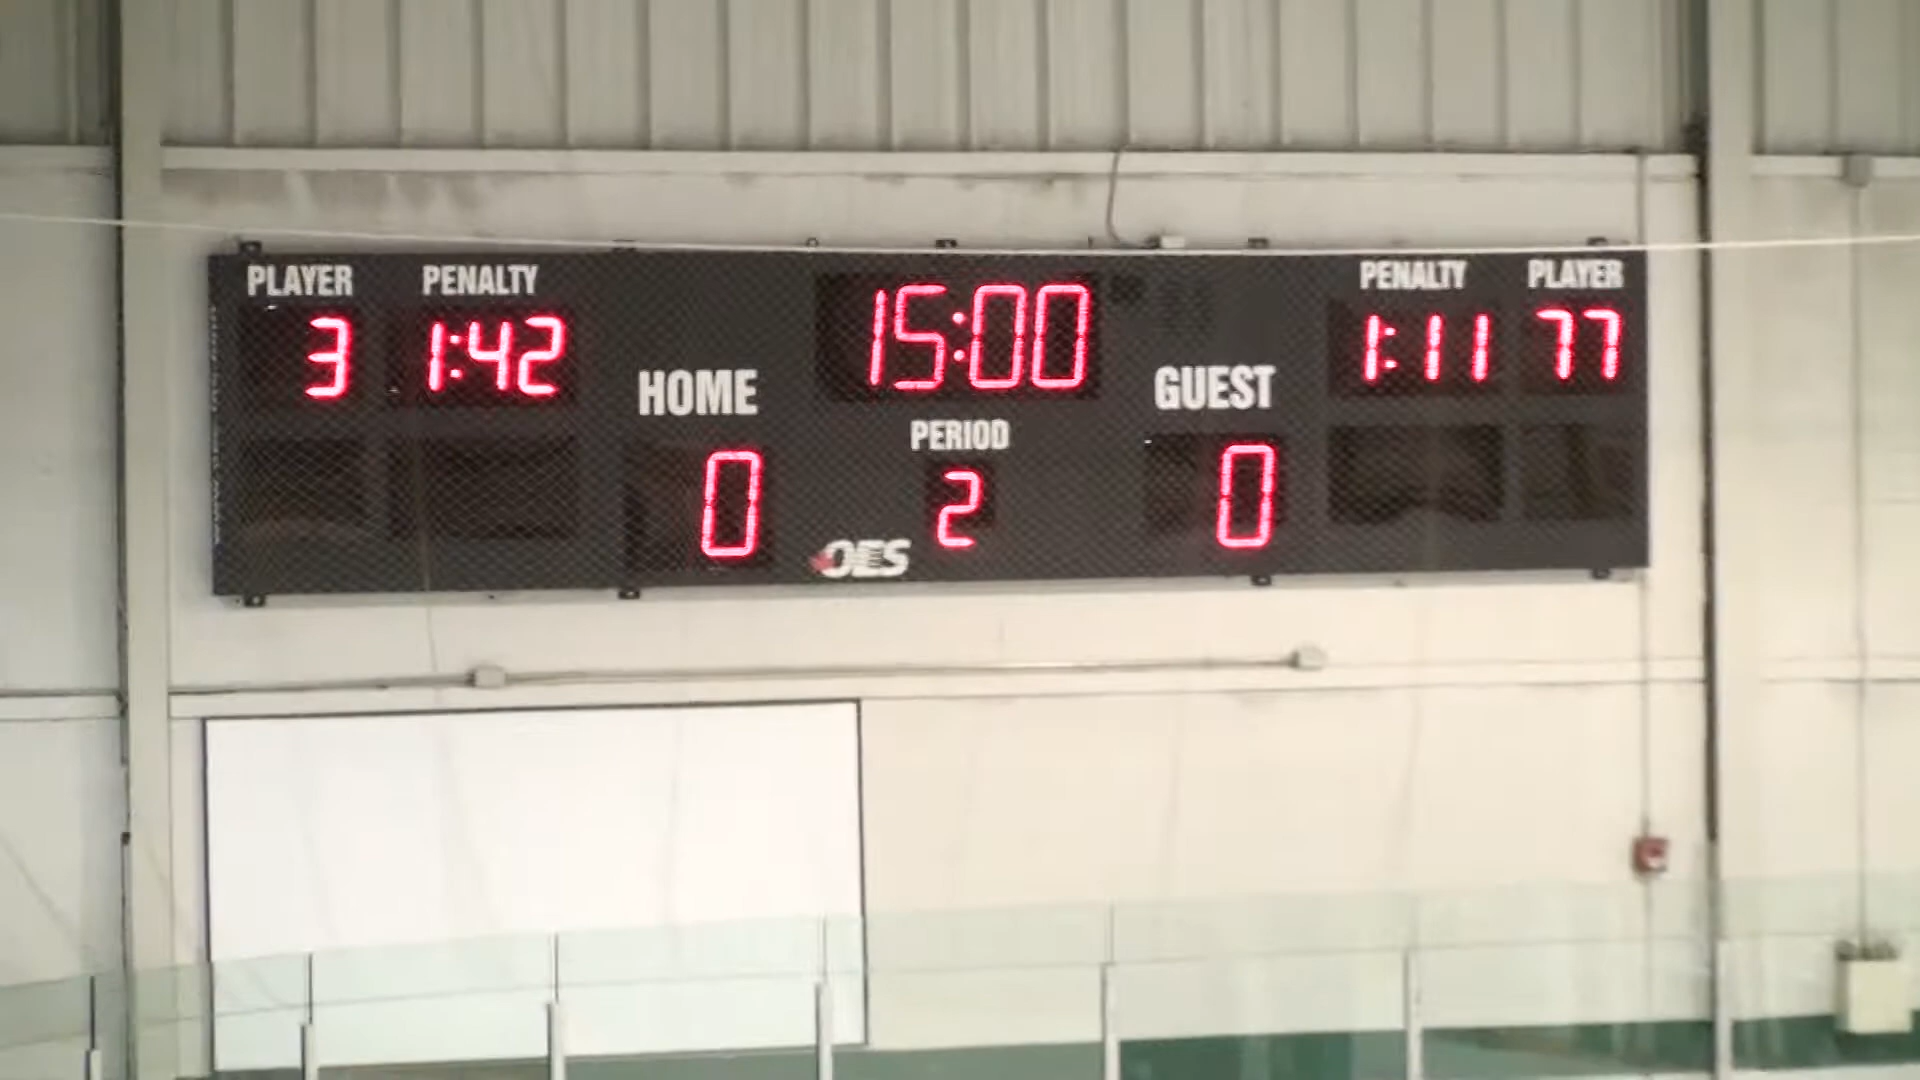 PLAYER PENALTY 15:00 PENALTY PLAYER
3 1:42 1:11 77
HOME GUEST
PERIOD
0 2 0
OES